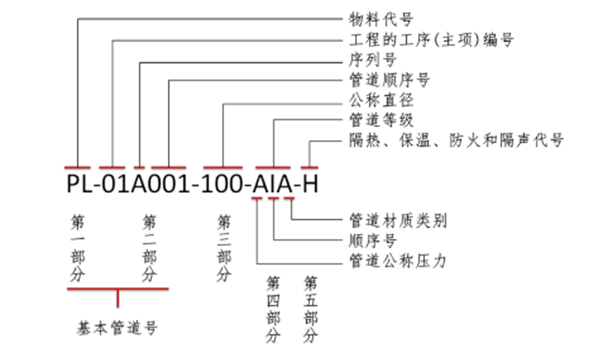 物料代号
工程的工序(主项)编号
序列号
管道顺序号
公称直径
管道等级
隔热、保温、防火和隔声代号
PL-01A001-100-AIA-H
管道材质类别
顺序号
管道公称压力
第一部分
第二部分
第三部分
第四部分
第五部分
基本管道号